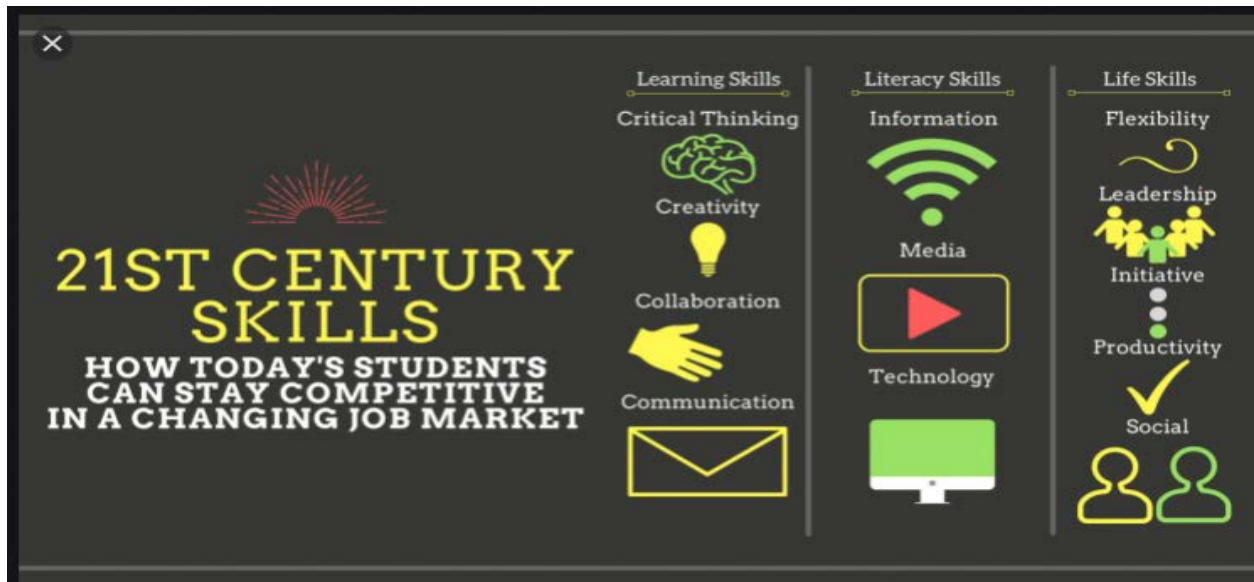 21ST CENTURY
SKILLS
HOW TODAY'S STUDENTS
CAN STAY COMPETITIVE
IN A CHANGING JOB MARKET
Learning Skills
Critical Thinking
Creativity
Collaboration
Communication
Literacy Skills
Information
Media
Technology
Life Skills
Flexibility
Leadership
Initiative
Productivity
Social